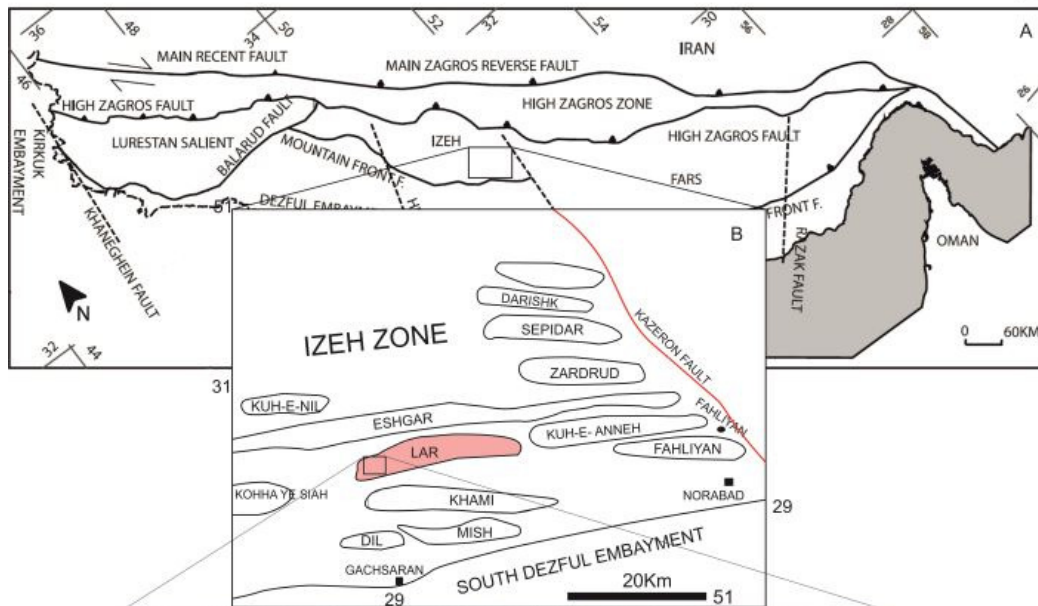 36
48
34
50
52
32
54
30
56
28
58
A
IRAN
MAIN RECENT FAULT
MAIN ZAGROS REVERSE FAULT
46
26
HIGH ZAGROS FAULT
HIGH ZAGROS ZONE
KIRKUK
EMBAYMENT
LURESTAN SALIENT
BALARUD FAULT
IZEH
HIGH ZAGROS FAULT
MOUNTAIN FRONT F.
FARS
DEZFUL
51
FRONT F.
KHANEGHEIN FAULT
RAZAK FAULT
OMAN
N
0
60KM
32
44
B
DARISHK
IZEH ZONE
SEPIDAR
KAZERON FAULT
ZARDRUD
31
KUH-E-NIL
ESHGAR
FAHLIYAN
KUH-E- ANNEH
LAR
FAHLIYAN
KOHHA YE SIAH
KHAMI
NORABAD
29
DIL
MISH
SOUTH DEZFUL EMBAYMENT
GACHSARAN
20Km
29
51